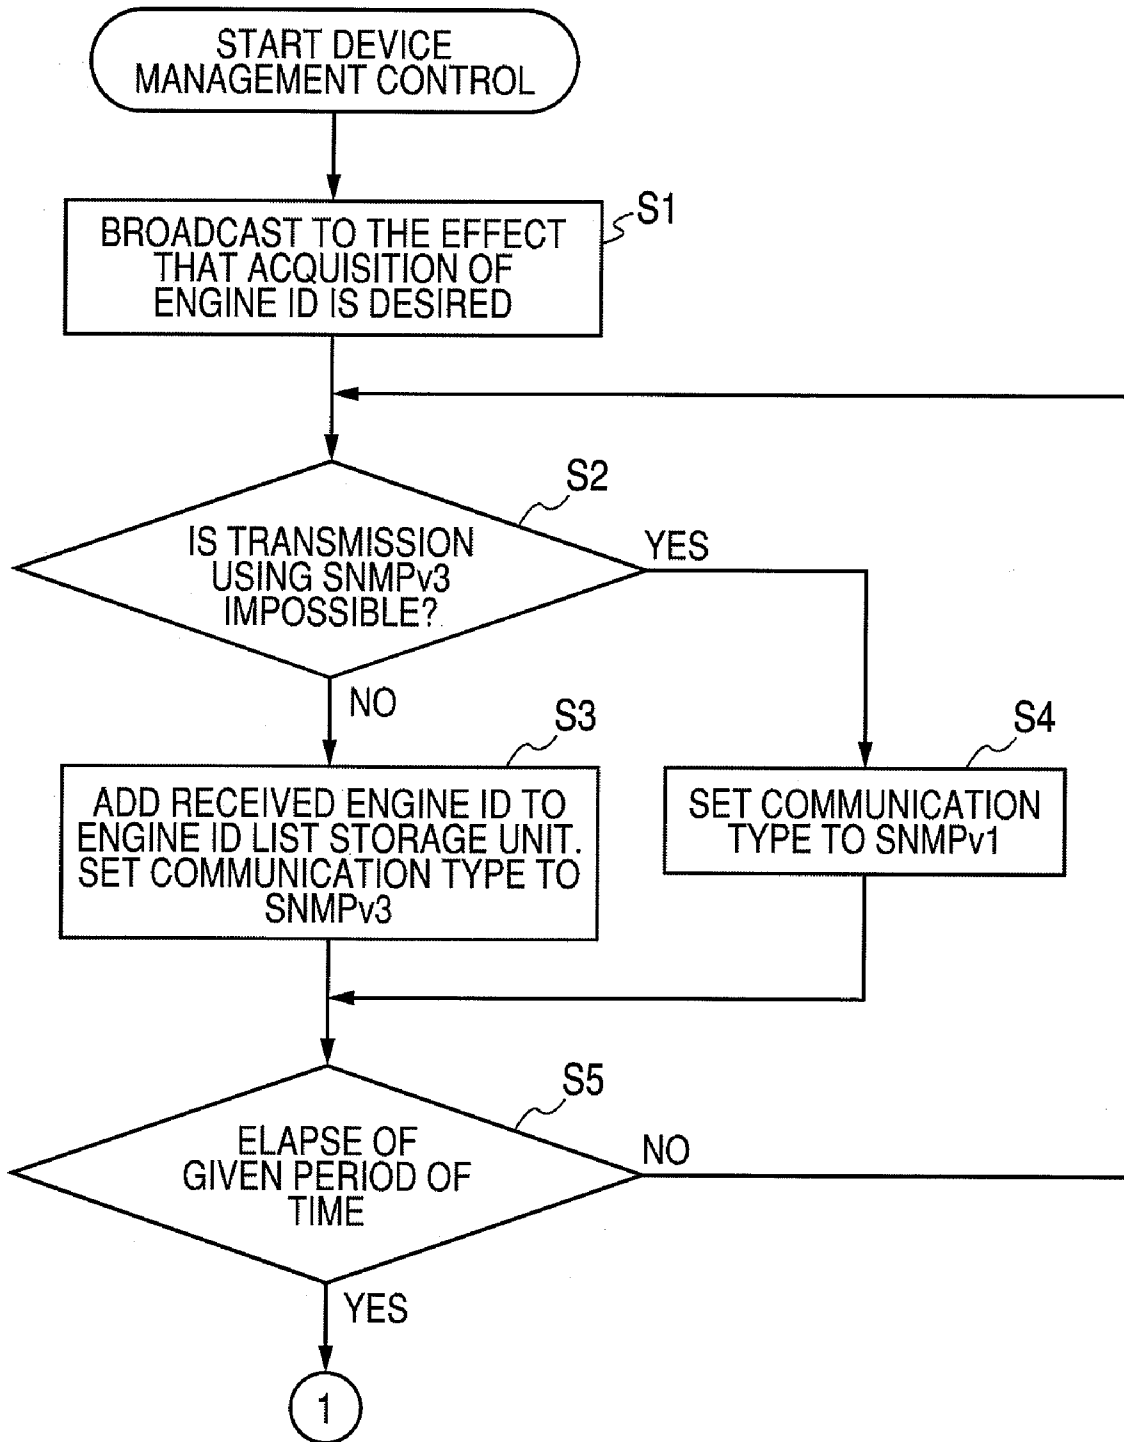 START DEVICE
MANAGEMENT CONTROL
S1
BROADCAST TO THE EFFECT
THAT ACQUISITION OF
ENGINE ID IS DESIRED
S2
IS TRANSMISSION
USING SNMPv3
IMPOSSIBLE?
YES
NO
S3
ADD RECEIVED ENGINE ID TO
ENGINE ID LIST STORAGE UNIT.
SET COMMUNICATION TYPE TO
SNMPv3
S4
SET COMMUNICATION
TYPE TO SNMPv1
S5
ELAPSE OF
GIVEN PERIOD OF
TIME
NO
YES
1